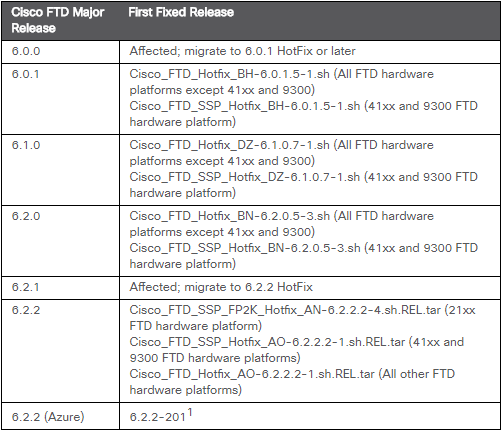 Cisco FTD Major Release
First Fixed Release
6.0.0
Affected; migrate to 6.0.1 HotFix or later
6.0.1
Cisco_FTD_Hotfix_BH-6.0.1.5-1.sh (All FTD hardware
platforms except 41xx and 9300)
Cisco_FTD_SSP_Hotfix_BH-6.0.1.5-1.sh (41xx and 9300 FTD
hardware platform)
6.1.0
Cisco_FTD_Hotfix_DZ-6.1.0.7-1.sh (All FTD hardware
platforms except 41xx and 9300)
Cisco_FTD_SSP_Hotfix_DZ-6.1.0.7-1.sh (41xx and 9300 FTD
hardware platform)
6.2.0
Cisco_FTD_Hotfix_BN-6.2.0.5-3.sh (All FTD hardware
platforms except 41xx and 9300)
Cisco_FTD_SSP_Hotfix_BN-6.2.0.5-3.sh (41xx and 9300 FTD
hardware platform)
6.2.1
Affected; migrate to 6.2.2 HotFix
6.2.2
Cisco_FTD_SSP_FP2K_Hotfix_AN-6.2.2.2-4.sh.REL.tar (21xx
FTD hardware platform)
Cisco_FTD_SSP_Hotfix_AO-6.2.2.2-1.sh.REL.tar (41xx and
9300 FTD hardware platforms)
Cisco_FTD_Hotfix_AO-6.2.2.2-1.sh.REL.tar (All other FTD
hardware platforms)
6.2.2 (Azure)
6.2.2-201¹